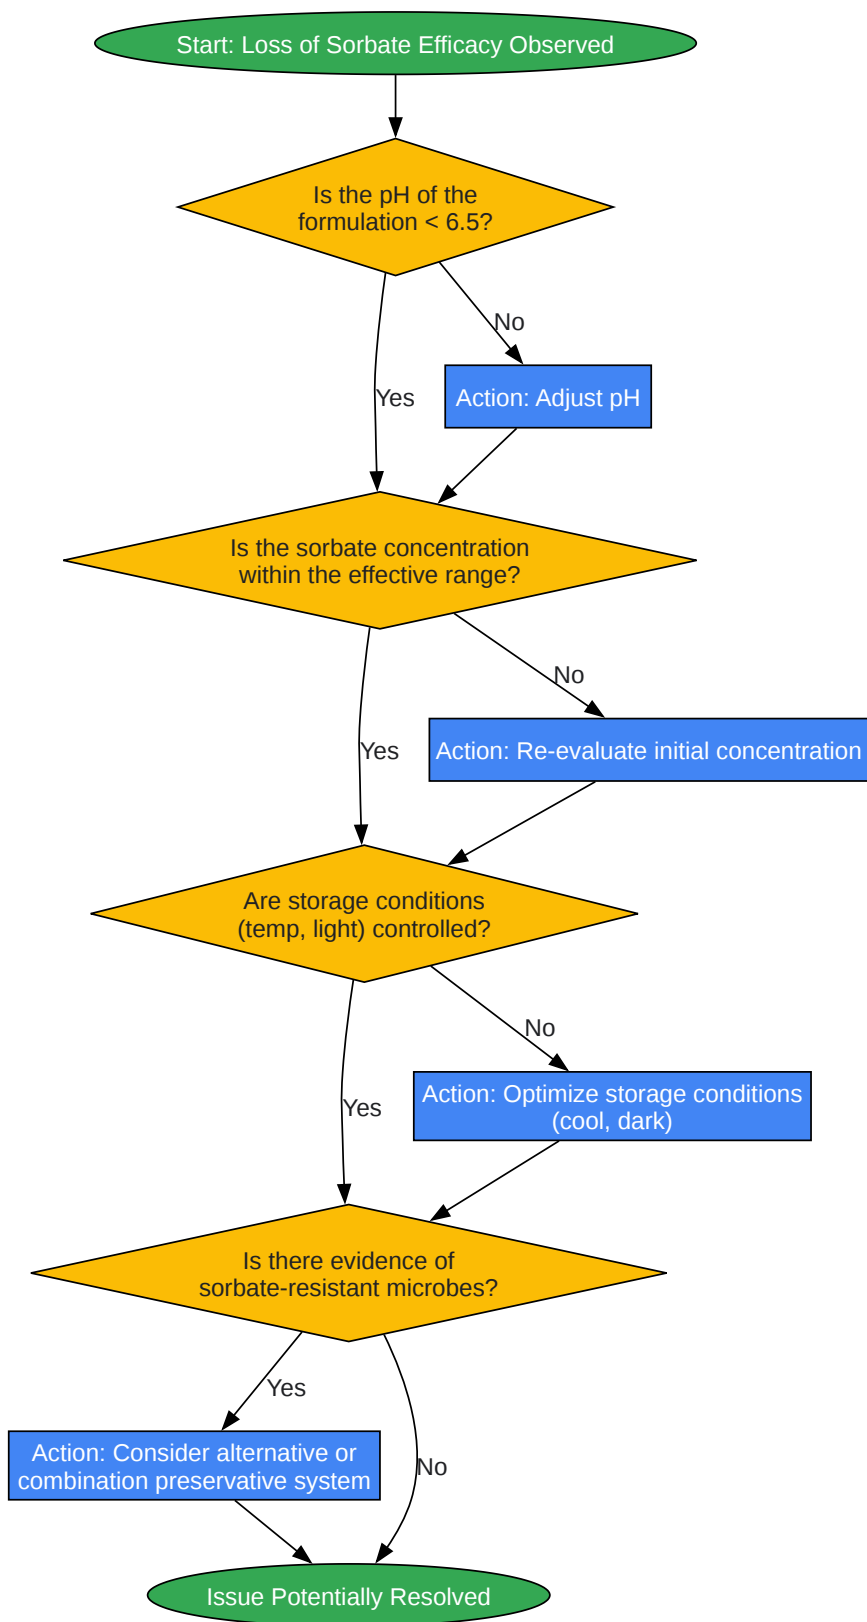 Start: Loss of Sorbate Efficacy Observed
Is the pH of the
formulation < 6.5?
No
Yes
Action: Adjust pH
Is the sorbate concentration
within the effective range?
No
Yes
Action: Re-evaluate initial concentration
Are storage conditions
(temp, light) controlled?
No
Yes
Action: Optimize storage conditions
(cool, dark)
Is there evidence of
sorbate-resistant microbes?
Yes
No
Action: Consider alternative or
combination preservative system
Issue Potentially Resolved